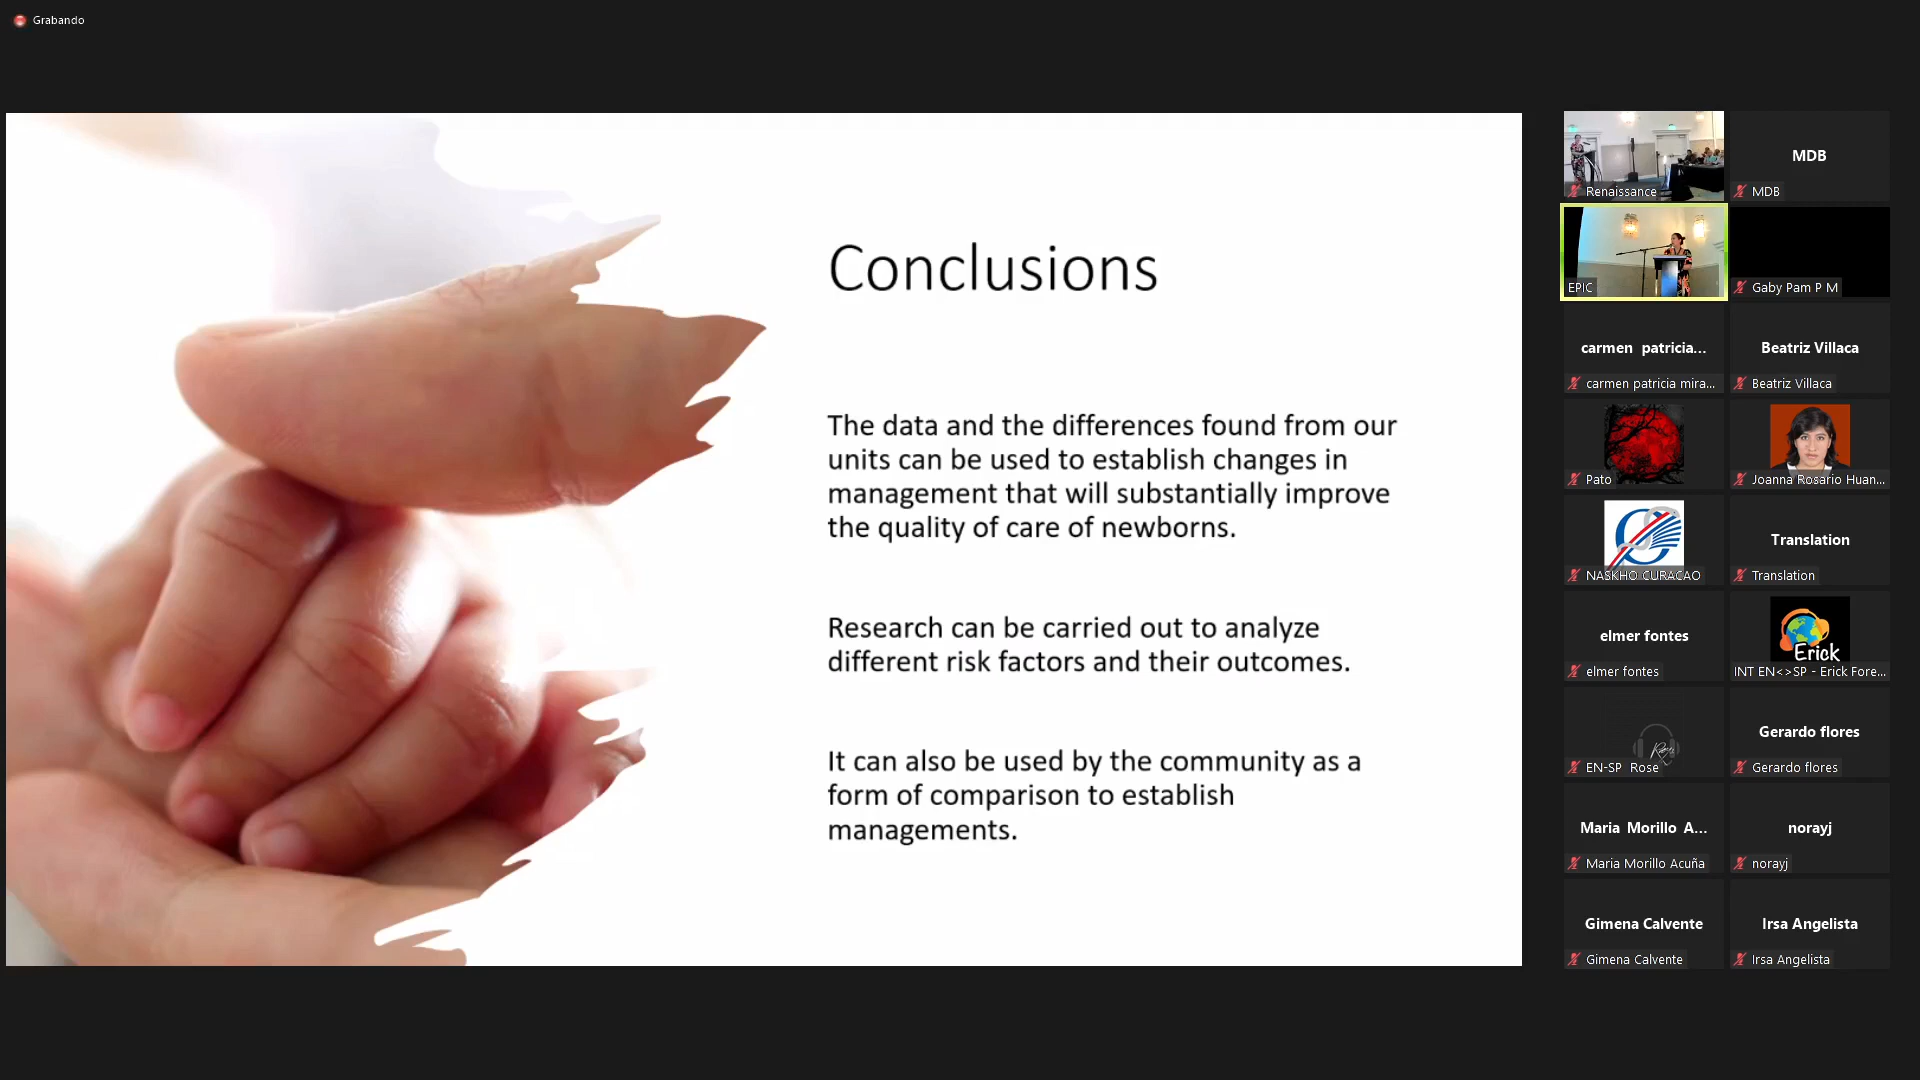 Grabando
Conclusions
The data and the differences found from our
units can be used to establish changes in
management that will substantially improve
the quality of care of newborns.
Research can be carried out to analyze
different risk factors and their outcomes.
It can also be used by the community as a
form of comparison to establish
managements.
Renaissance
MDB
MDB
EPIC
Gaby Pam P M
carmen patricia...
carmen patricia mira...
Beatriz Villaca
Beatriz Villaca
Pato
Joanna Rosario Huan...
NASKHO CURACAO
Translation
Translation
elmer fontes
elmer fontes
Erick
INT EN<>SP - Erick Fore...
EN-SP Rose
Gerardo flores
Gerardo flores
Maria Morillo A...
Maria Morillo Acuña
norayj
norayj
Gimena Calvente
Gimena Calvente
Irsa Angelista
Irsa Angelista